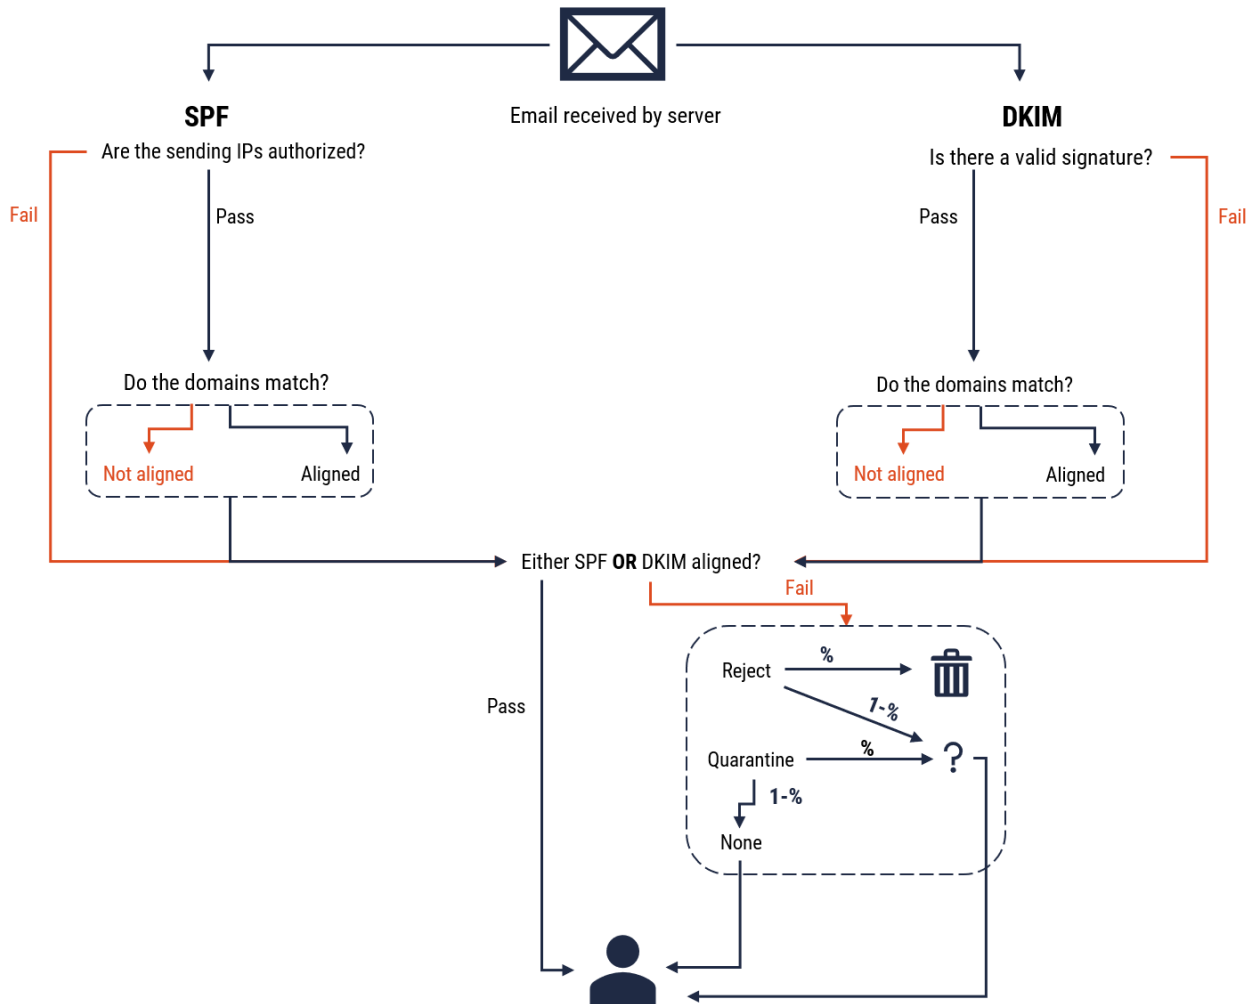 SPF
Email received by server
DKIM
Are the sending IPs authorized?
Is there a valid signature?
Fail
Pass
Pass
Fail
Do the domains match?
Do the domains match?
Not aligned
Aligned
Not aligned
Aligned
Either SPF OR DKIM aligned?
Fail
Reject
%
1-%
Pass
Quarantine
%
?
1-%
None